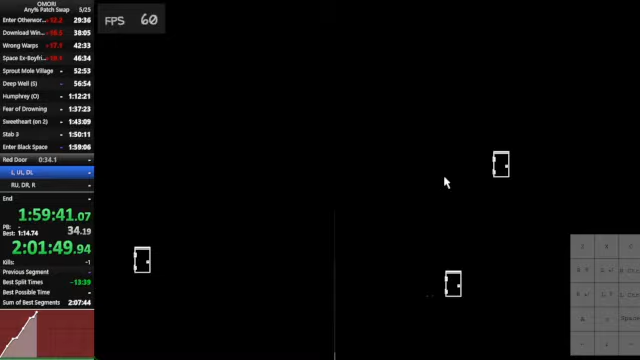 OMORI
Any% Patch Swap 5/25
Enter Otherwor... +12.2 29:36
Download Win... 38:05
Wrong Warps +17.1 42:33
Space Ex-Boyfri... 46:34
Sprout Mole Village - 52:53
Deep Well (S) - 56:54
Humphrey (O) - 1:12:21
Fear of Drowning - 1:37:23
Sweetheart (on 2) - 1:43:09
Stab 3 - 1:50:11
Enter Black Space - 1:59:06
Red Door 0:34.1 -
L, UL, DL -
RU, DR, R -
End -
1:59:41.07
PB: -
Best: 1:14.74 34.19
2:01:49.94
Kills: -1
Previous Segment -
Best Split Times -13:39
Best Possible Time -
Sum of Best Segments 2:07:44
FPS 60
Space